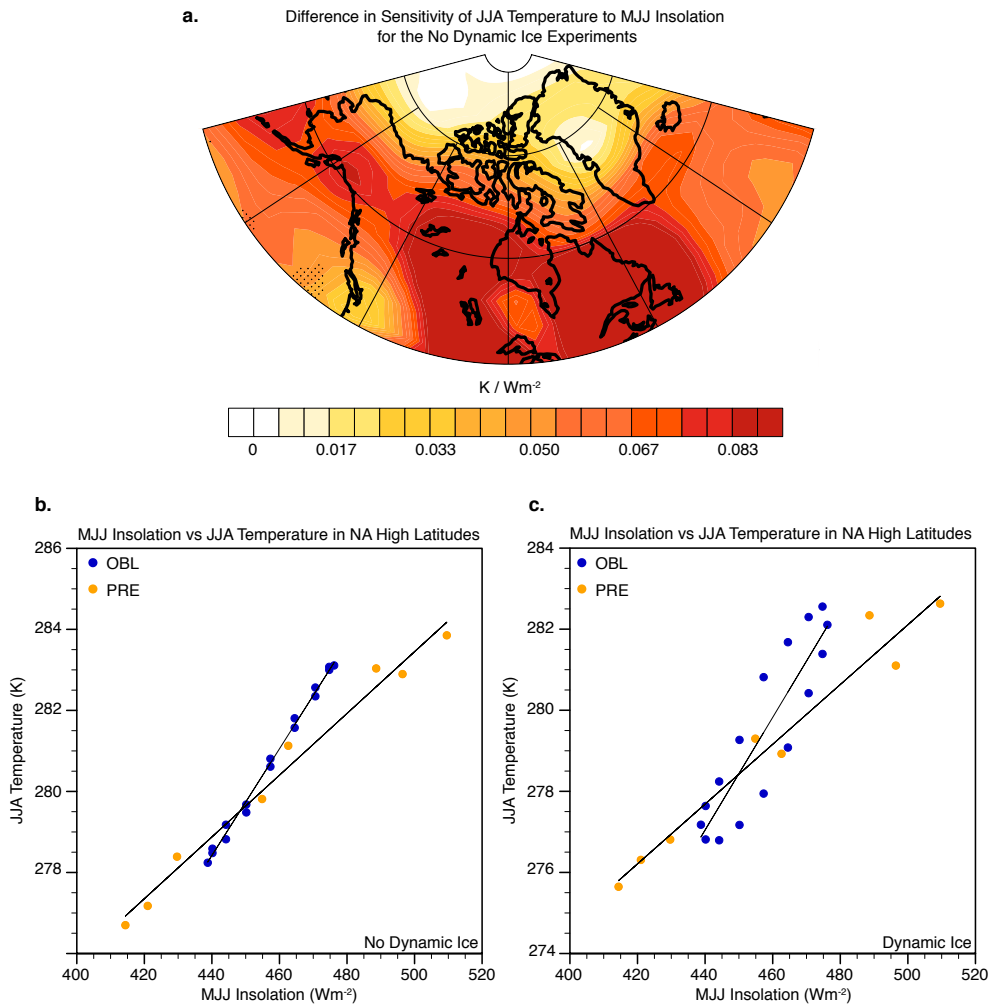 a.
Difference in Sensitivity of JJA Temperature to MJJ Insolation
for the No Dynamic Ice Experiments
K / Wm-2
0 0.017 0.033 0.050 0.067 0.083
b.
MJJ Insolation vs JJA Temperature in NA High Latitudes
286
284
282
280
278
JJA Temperature (K)
OBL
PRE
No Dynamic Ice
400 420 440 460 480 500 520
MJJ Insolation (Wm-2)
c.
MJJ Insolation vs JJA Temperature in NA High Latitudes
284
282
280
278
276
274
JJA Temperature (K)
OBL
PRE
Dynamic Ice
400 420 440 460 480 500 520
MJJ Insolation (Wm-2)